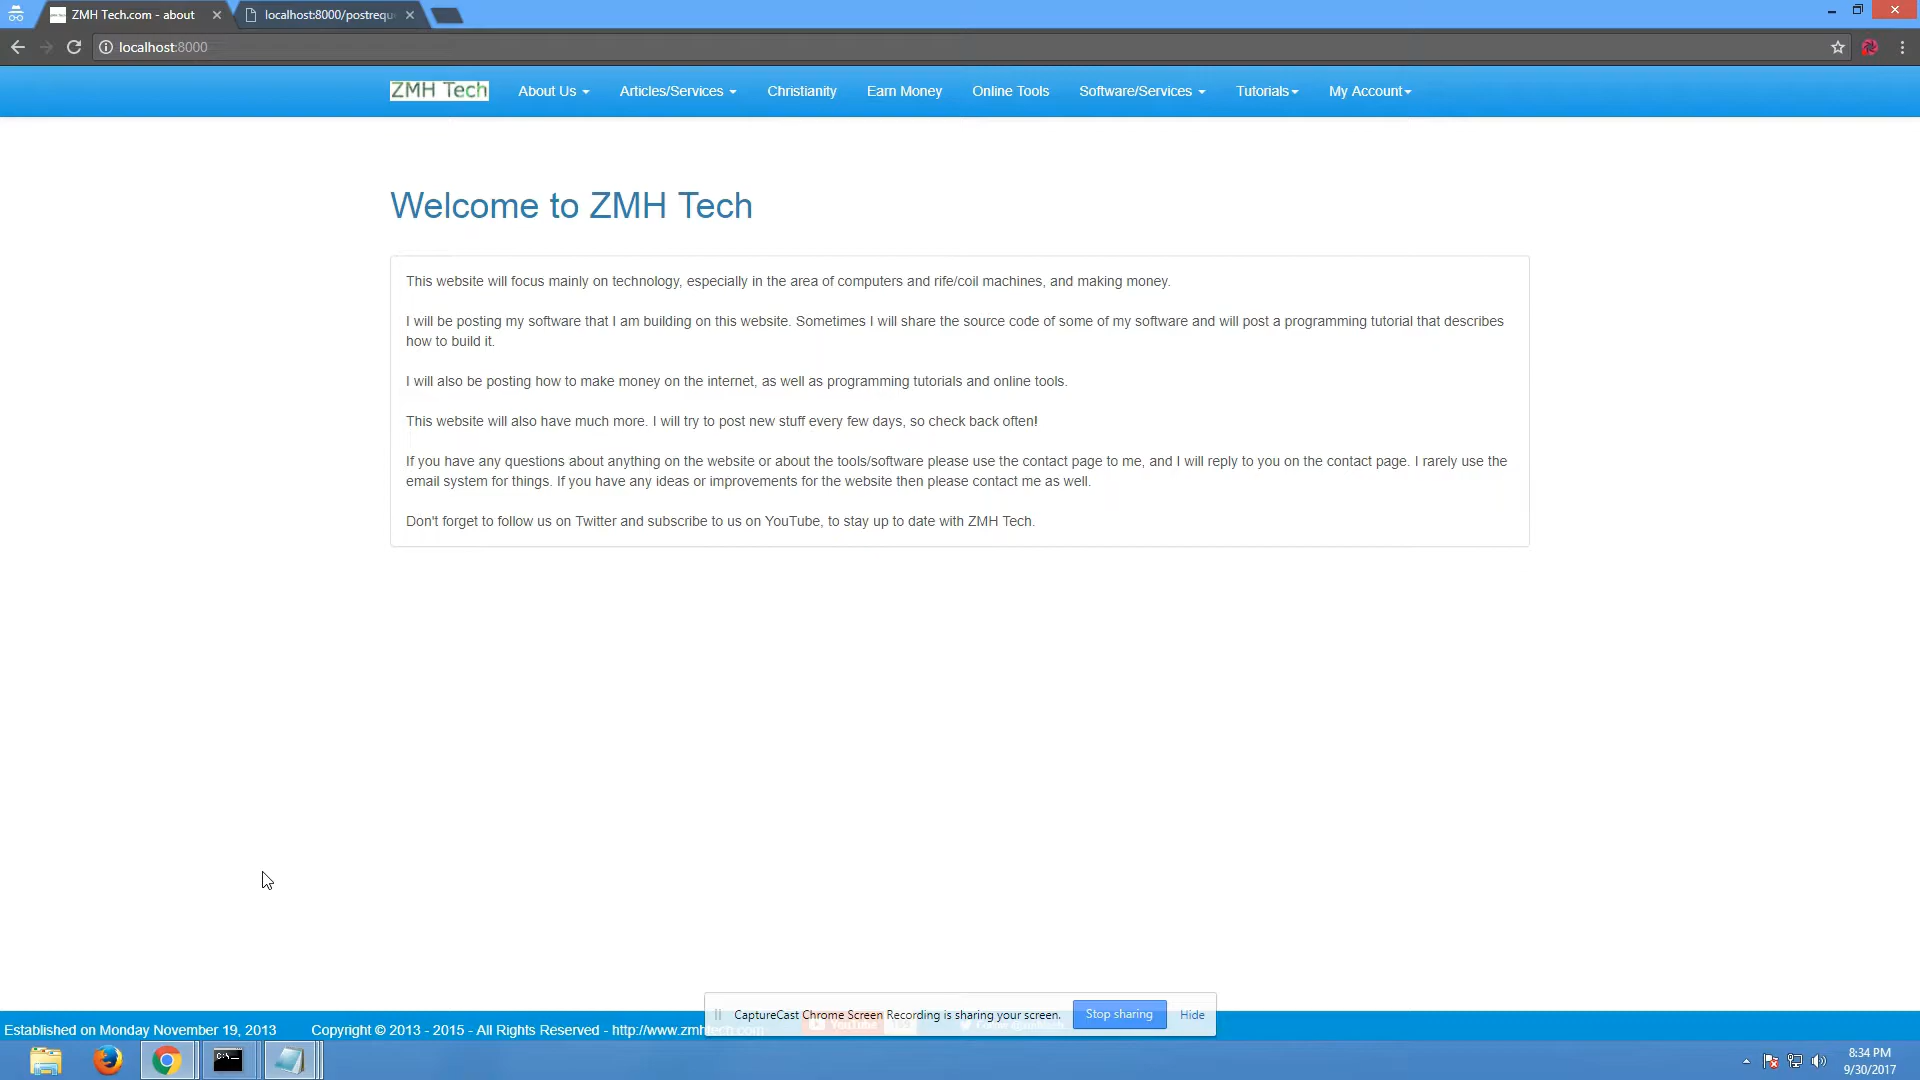 ZMH Tech.com - about
localhost:8000/postrequ
localhost:8000
ZMH Tech
About Us
Articles/Services
Christianity
Earn Money
Online Tools
Software/Services
Tutorials
My Account
Welcome to ZMH Tech
This website will focus mainly on technology, especially in the area of computers and rife/coil machines, and making money.
I will be posting my software that I am building on this website. Sometimes I will share the source code of some of my software and will post a programming tutorial that describes
how to build it.
I will also be posting how to make money on the internet, as well as programming tutorials and online tools.
This website will also have much more. I will try to post new stuff every few days, so check back often!
If you have any questions about anything on the website or about the tools/software please use the contact page to me, and I will reply to you on the contact page. I rarely use the
email system for things. If you have any ideas or improvements for the website then please contact me as well.
Don't forget to follow us on Twitter and subscribe to us on YouTube, to stay up to date with ZMH Tech.
CaptureCast Chrome Screen Recording is sharing your screen.
Stop sharing
Hide
Established on Monday November 19, 2013
Copyright © 2013 - 2015 - All Rights Reserved - http://www.zmhtech.com
YouTube
C:\
8:34 PM
9/30/2017